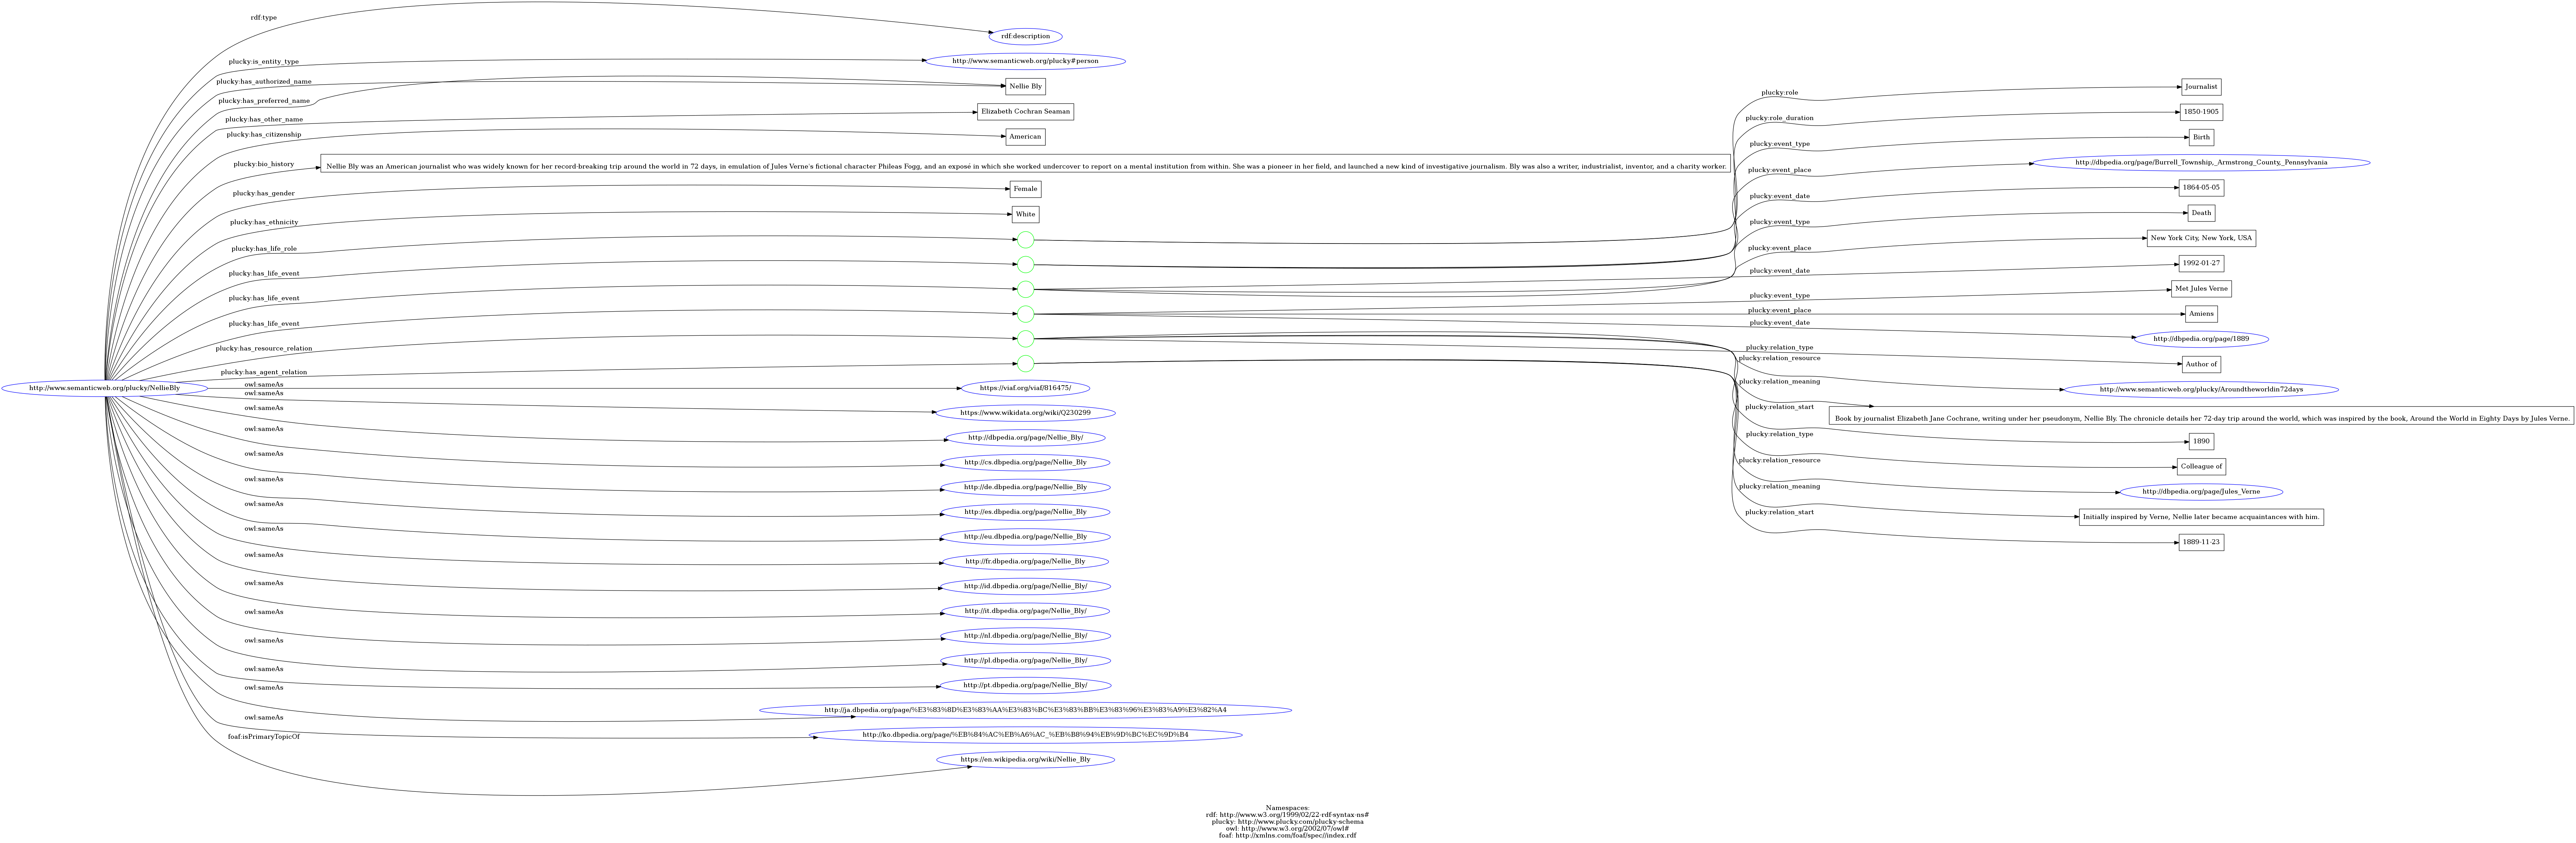 rdf:type
rdf:description
plucky:is_entity_type
http://www.semanticweb.org/plucky#person
plucky:has_authorized_name
Nellie Bly
plucky:has_preferred_name
plucky:has_other_name
Elizabeth Cochran Seaman
plucky:has_citizenship
American
plucky:bio_history
Nellie Bly was an American journalist who was widely known for her record-breaking trip around the world in 72 days, in emulation of Jules Verne's fictional character Phileas Fogg, and an exposé in which she worked undercover to report on a mental institution from within. She was a pioneer in her field, and launched a new kind of investigative journalism. Bly was also a writer, industrialist, inventor, and a charity worker.
plucky:has_gender
Female
plucky:has_ethnicity
White
plucky:has_life_role
plucky:has_life_event
plucky:has_life_event
plucky:has_life_event
plucky:has_resource_relation
plucky:has_agent_relation
http://www.semanticweb.org/plucky/NellieBly
owl:sameAs
https://viaf.org/viaf/816475/
owl:sameAs
https://www.wikidata.org/wiki/Q230299
owl:sameAs
http://dbpedia.org/page/Nellie_Bly/
owl:sameAs
http://cs.dbpedia.org/page/Nellie_Bly
owl:sameAs
http://de.dbpedia.org/page/Nellie_Bly
owl:sameAs
http://es.dbpedia.org/page/Nellie_Bly
owl:sameAs
http://eu.dbpedia.org/page/Nellie_Bly
owl:sameAs
http://fr.dbpedia.org/page/Nellie_Bly
owl:sameAs
http://id.dbpedia.org/page/Nellie_Bly/
owl:sameAs
http://it.dbpedia.org/page/Nellie_Bly/
owl:sameAs
http://nl.dbpedia.org/page/Nellie_Bly/
owl:sameAs
http://pl.dbpedia.org/page/Nellie_Bly/
owl:sameAs
http://pt.dbpedia.org/page/Nellie_Bly/
owl:sameAs
http://ja.dbpedia.org/page/%E3%83%8D%E3%83%AA%E3%83%BC%E3%83%BB%E3%83%96%E3%83%A9%E3%82%A4
owl:sameAs
http://ko.dbpedia.org/page/%EB%84%AC%EB%A6%AC_%EB%B8%94%EB%9D%BC%EC%9D%B4
foaf:isPrimaryTopicOf
https://en.wikipedia.org/wiki/Nellie_Bly
plucky:role
Journalist
plucky:role_duration
1850-1905
plucky:event_type
Birth
plucky:event_place
http://dbpedia.org/page/Burrell_Township,_Armstrong_County,_Pennsylvania
plucky:event_date
1864-05-05
plucky:event_type
Death
plucky:event_place
New York City, New York, USA
plucky:event_date
1992-01-27
plucky:event_type
Met Jules Verne
plucky:event_place
Amiens
plucky:event_date
http://dbpedia.org/page/1889
plucky:relation_type
Author of
plucky:relation_resource
http://www.semanticweb.org/plucky/Aroundtheworldin72days
plucky:relation_meaning
Book by journalist Elizabeth Jane Cochrane, writing under her pseudonym, Nellie Bly. The chronicle details her 72-day trip around the world, which was inspired by the book, Around the World in Eighty Days by Jules Verne.
plucky:relation_start
1890
plucky:relation_type
Colleague of
plucky:relation_resource
http://dbpedia.org/page/Jules_Verne
plucky:relation_meaning
Initially inspired by Verne, Nellie later became acquaintances with him.
plucky:relation_start
1889-11-23
Namespaces:
rdf: http://www.w3.org/1999/02/22-rdf-syntax-ns#
plucky: http://www.plucky.com/plucky-schema
owl: http://www.w3.org/2002/07/owl#
foaf: http://xmlns.com/foaf/spec//index.rdf